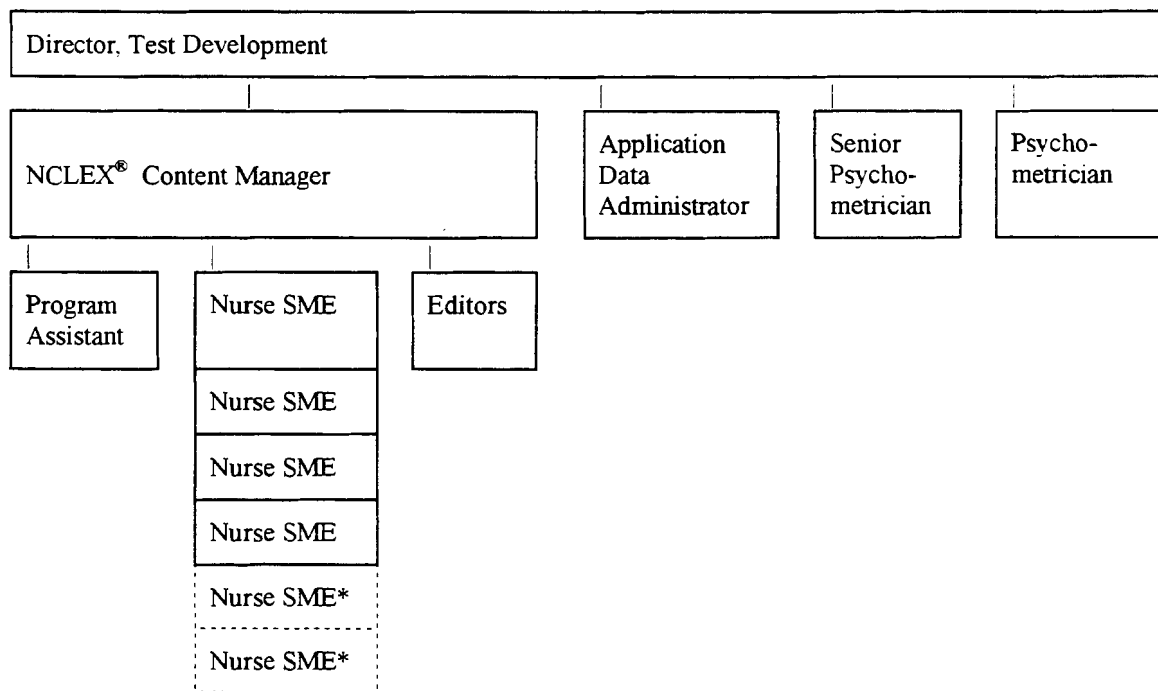 Director, Test Development
NCLEX® Content Manager
Application
Data
Administrator
Senior
Psycho-
metrician
Psycho-
metrician
Program
Assistant
Nurse SME
Editors
Nurse SME
Nurse SME
Nurse SME
Nurse SME*
Nurse SME*